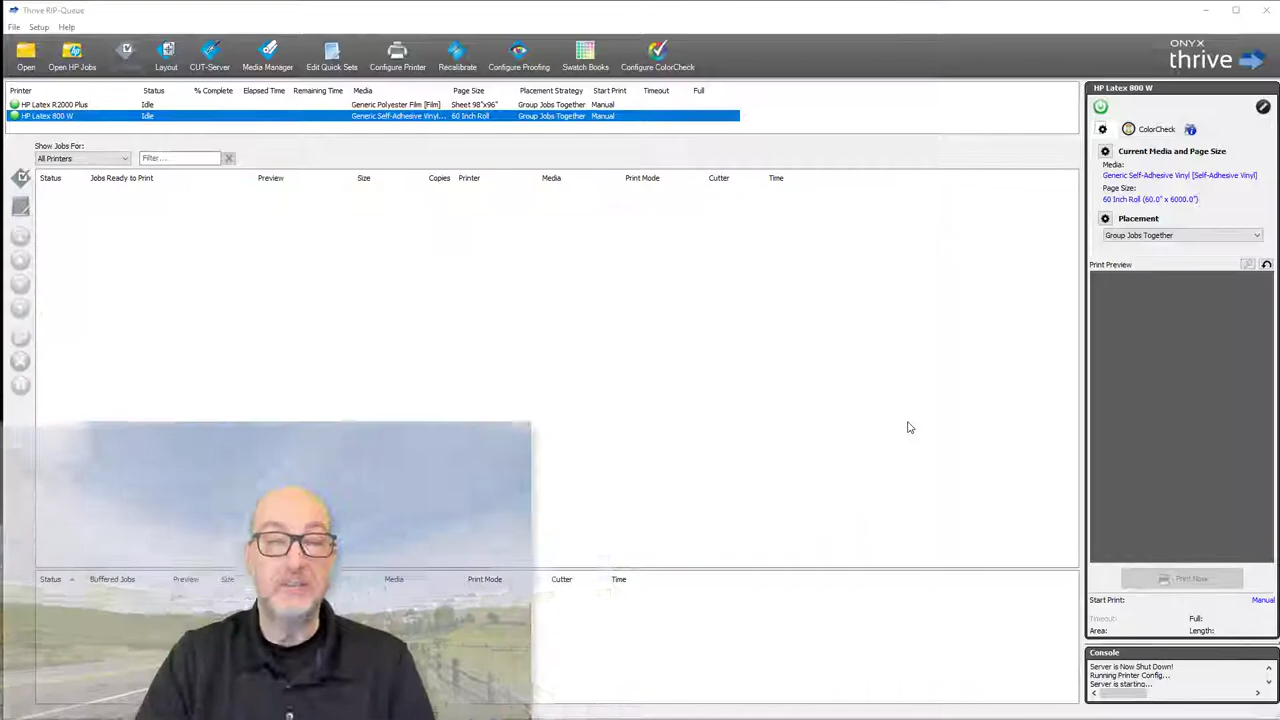 Thrive RIP-Queue
File Setup Help
Open Open HP Jobs Layout CUT-Server Media Manager Edit Quick Sets Configure Printer Recalibrate Configure Proofing Swatch Books Configure ColorCheck
ONYX
thrive
Printer Status % Complete Elapsed Time Remaining Time Media Page Size Placement Strategy Start Print Timeout Full
HP Latex R2000 Plus Idle Generic Polyester Film [Film] Sheet 98"x96" Group Jobs Together Manual
HP Latex 800 W Idle Generic Self-Adhesive Vinyl... 60 Inch Roll Group Jobs Together Manual
Show Jobs For:
All Printers Filter...
Status Jobs Ready to Print Preview Size Copies Printer Media Print Mode Cutter Time
Status Buffered Jobs Preview Size Media Print Mode Cutter Time
HP Latex 800 W
ColorCheck
Current Media and Page Size
Media:
Generic Self-Adhesive Vinyl [Self-Adhesive Vinyl]
Page Size:
60 Inch Roll (60.0" x 6000.0")
Placement
Group Jobs Together
Print Preview
Print Now
Start Print: Manual
Timeout: Full:
Area: Length:
Console
Server is Now Shut Down!
Running Printer Config...
Server is starting...